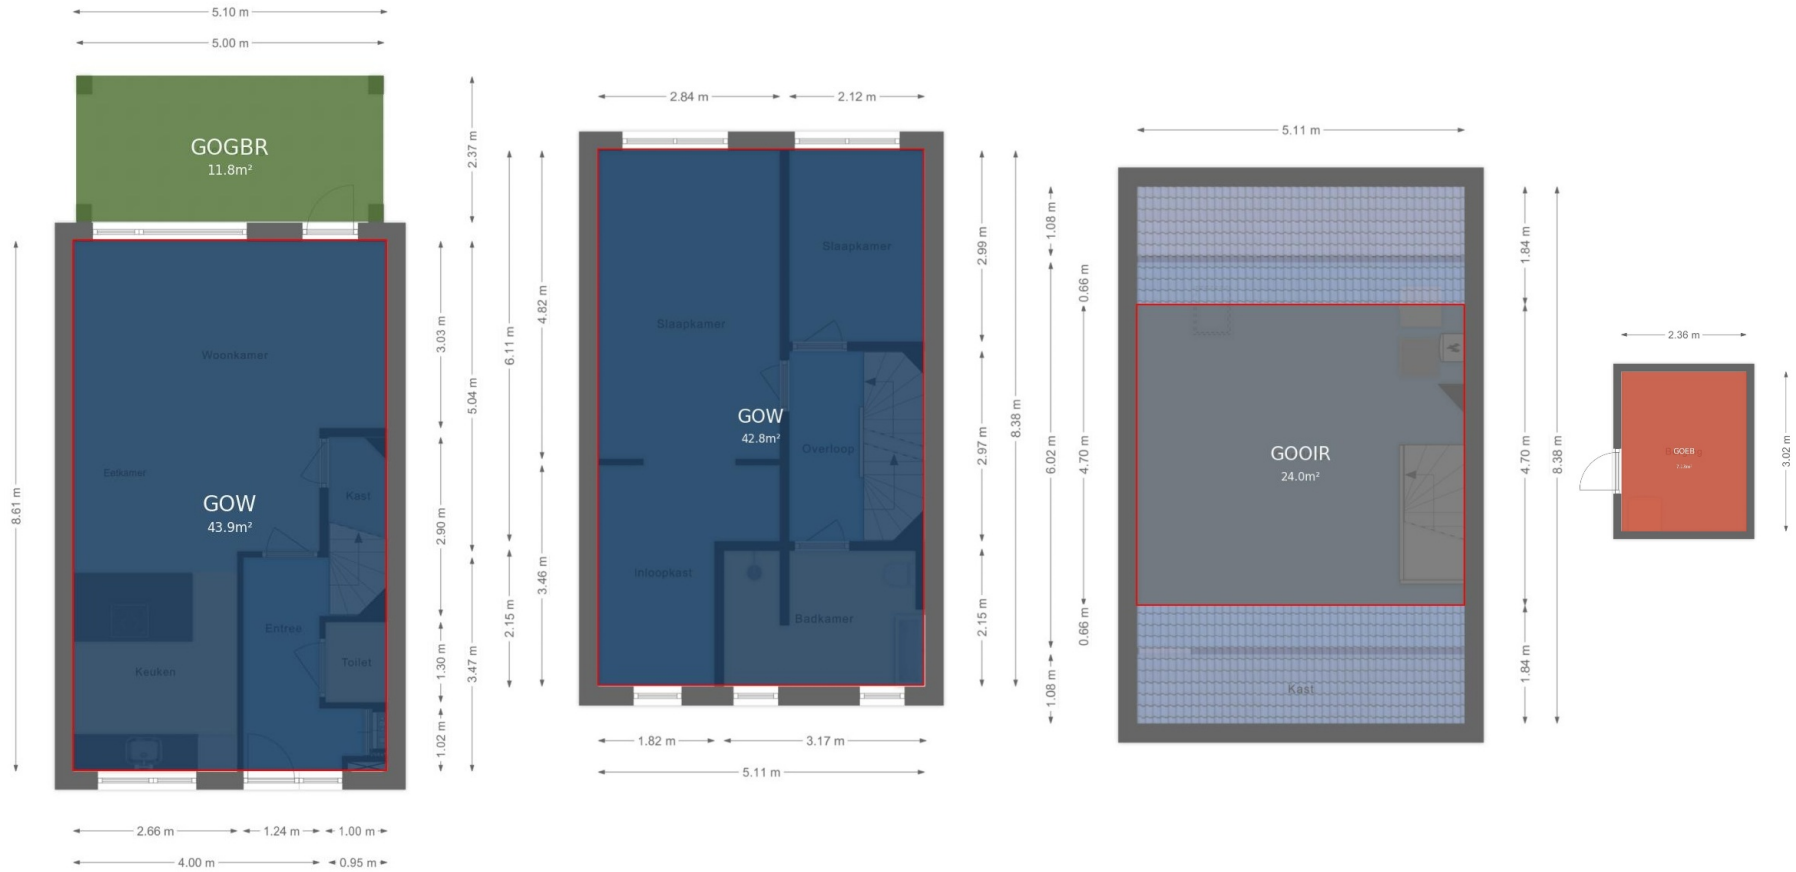 5.10 m
5.00 m
GOGBR
11.8m²
2.37 m
Woonkamer
Eetkamer
GOW
43.9m²
Kast
Entree
Keuken
Toilet
8.61 m
3.03 m
2.90 m
1.30 m
1.02 m
5.04 m
3.47 m
2.66 m
1.24 m
1.00 m
4.00 m
0.95 m
2.84 m
2.12 m
6.11 m
2.15 m
4.82 m
3.46 m
Slaapkamer
Slaapkamer
GOW
42.8m²
Overloop
Inloopkast
Badkamer
2.99 m
2.97 m
2.15 m
8.38 m
1.82 m
3.17 m
5.11 m
5.11 m
1.08 m
6.02 m
1.08 m
0.66 m
4.70 m
0.66 m
GOOIR
24.0m²
Kast
1.84 m
4.70 m
1.84 m
8.38 m
2.36 m
GOEB
3.02 m